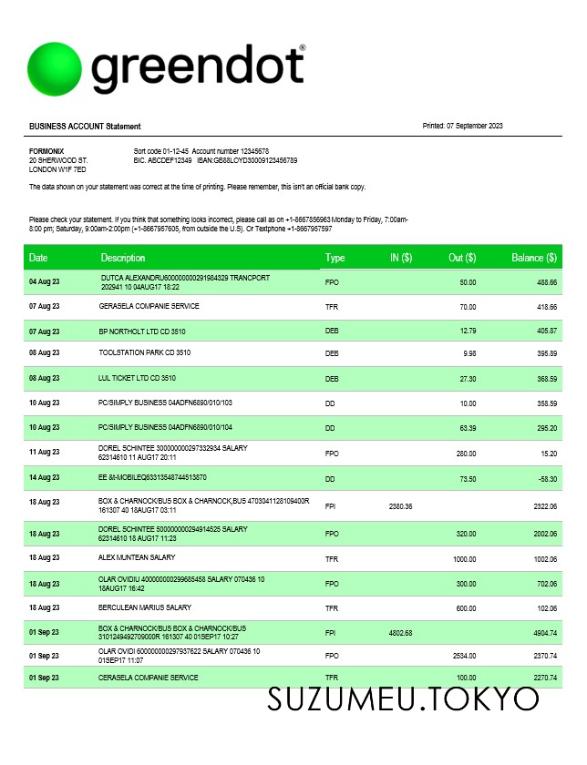 greendot®
BUSINESS ACCOUNT Statement Printed: 07 September 2023
FORMONIX Sort code 01-12-45 Account number 12345678
20 SHERWOOD ST. BIC. ABCDEF12349 IBAN:GB88LOYD30009123456789
LONDON W1F 7ED
The data shown on your statement was correct at the time of printing. Please remember, this isn't an official bank copy.
Please check your statement. If you think that something looks incorrect, please call as on +1-8667856963 Monday to Friday, 7:00am-
8:00 pm; Saturday, 9:00am-2:00pm (+1-8667957605, from outside the U.S). Or Textphone +1-8667957597
Date Description Type IN ($) Out ($) Balance ($)
04 Aug 23 DUTCA ALEXANDRU600000000291984329 TRANCPORT FPO 50.00 488.66
202941 10 04AUG17 18:22
07 Aug 23 GERASELA COMPANIE SERVICE TFR 70.00 418.66
07 Aug 23 BP NORTHOLT LTD CD 3510 DEB 12.79 405.87
08 Aug 23 TOOLSTATION PARK CD 3510 DEB 9.98 395.89
08 Aug 23 LUL TICKET LTD CD 3510 DEB 27.30 368.59
10 Aug 23 PC/SIMPLY BUSINESS 04ADFN6890/010/103 DD 10.00 358.59
10 Aug 23 PC/SIMPLY BUSINESS 04ADFN6890/010/104 DD 63.39 295.20
11 Aug 23 DOREL SCHINTEE 300000000297332934 SALARY FPO 280.00 15.20
62314610 11 AUG17 20:11
14 Aug 23 EE &t-MOBILEQ63313548744513870 DD 73.50 -58.30
18 Aug 23 BOX & CHARNOCK/BUS BOX & CHARNOCK,BUS 4703041128109400R FPI 2380.36 2322.06
161307 40 18AUG17 03:11
18 Aug 23 DOREL SCHINTEE 500000000294914525 SALARY FPO 320.00 2002.06
62314610 18 AUG17 11:23
18 Aug 23 ALEX MUNTEAN SALARY TFR 1000.00 1002.06
18 Aug 23 OLAR OVIDIU 400000000299685458 SALARY 070436 10 FPO 300.00 702.06
18AUG17 16:42
18 Aug 23 BERCULEAN MARIUS SALARY TFR 600.00 102.06
01 Sep 23 BOX & CHARNOCK/BUS BOX & CHARNOCK/BUS FPI 4802.68 4904.74
310124949270900​0R 161307 40 01SEP17 10:27
01 Sep 23 OLAR OVIDI 600000000297937622 SALARY 070436 10 FPO 2534.00 2370.74
01SEP17 11:07
01 Sep 23 CERASELA COMPANIE SERVICE TFR 100.00 2270.74
SUZUMEU.TOKYO